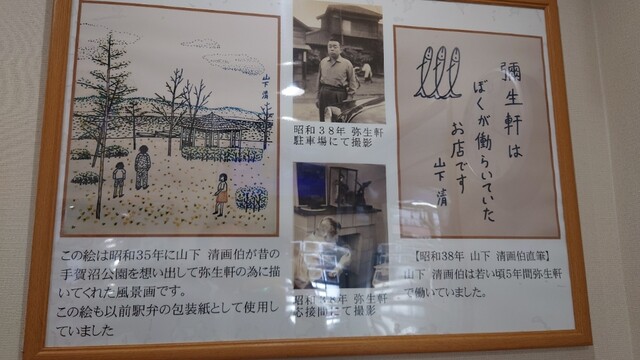 山下 清
この絵は昭和35年に山下 清画伯が昔の
手賀沼公園を想い出して弥生軒の為に描
いてくれた風景画です。
この絵も以前駅弁の包装紙として使用し
ていました
昭和38年 弥生軒
駐車場にて撮影
昭和38年 弥生軒
応接間にて撮影
彌生軒は
ぼくが働らいていた
お店です
山下 清
【昭和38年 山下 清画伯直筆】
山下 清画伯は若い頃5年間弥生軒
で働いていました。